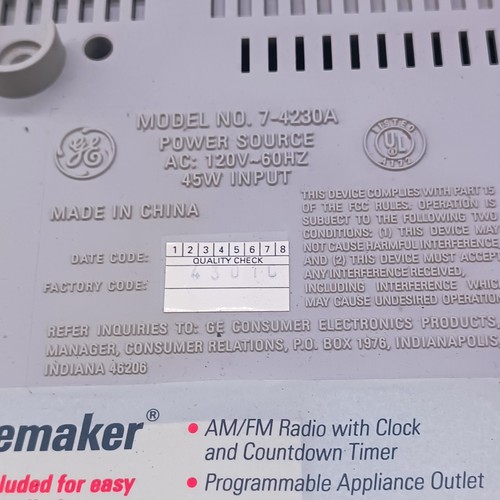 MODEL NO. 7-4230A
POWER SOURCE
AC: 120V~60HZ
45W INPUT
GE
LISTED
UL
MADE IN CHINA
DATE CODE:
FACTORY CODE:
1 2 3 4 5 6 7 8
QUALITY CHECK
THIS DEVICE COMPLIES WITH PART 15
OF THE FCC RULES. OPERATION IS
SUBJECT TO THE FOLLOWING TWO
CONDITIONS: (1) THIS DEVICE MAY
NOT CAUSE HARMFUL INTERFERENCE,
AND (2) THIS DEVICE MUST ACCEPT
ANY INTERFERENCE RECEIVED,
INCLUDING INTERFERENCE WHICH
MAY CAUSE UNDESIRED OPERATION
REFER INQUIRIES TO: GE CONSUMER ELECTRONICS PRODUCTS,
MANAGER, CONSUMER RELATIONS, P.O. BOX 1976, INDIANAPOLIS,
INDIANA 46206
emaker®
luded for easy
• AM/FM Radio with Clock
and Countdown Timer
• Programmable Appliance Outlet